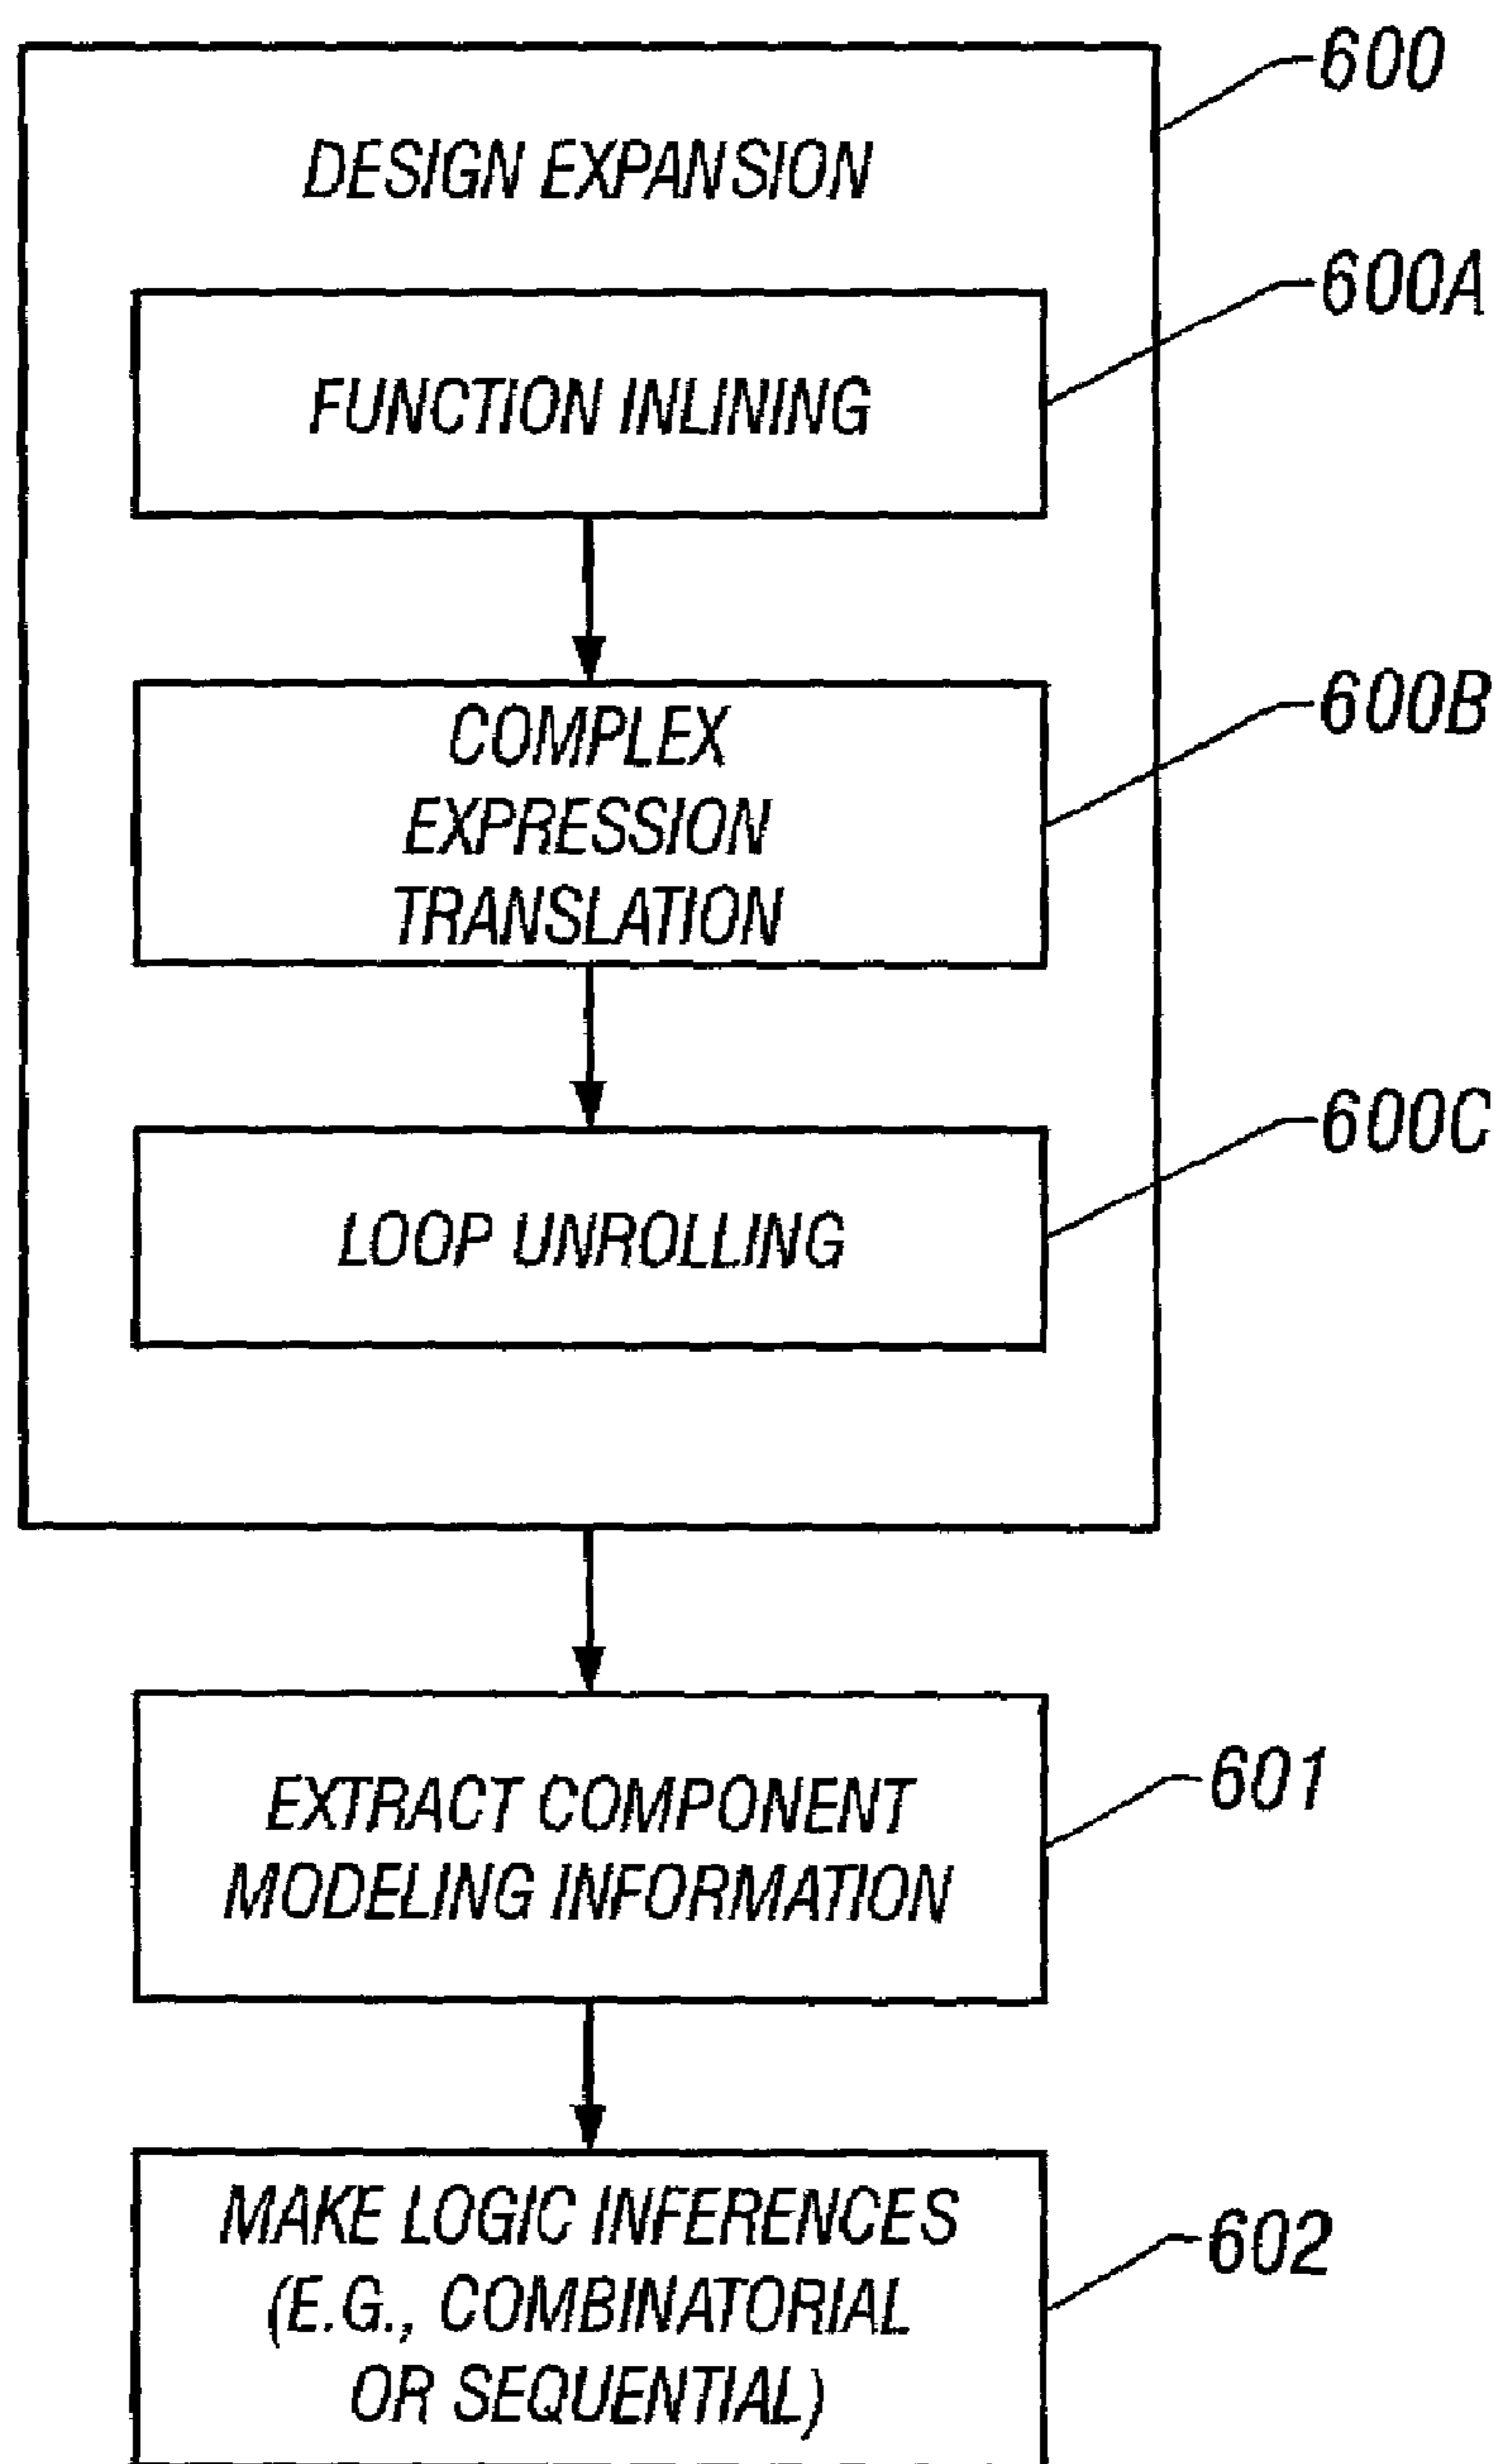 600
DESIGN EXPANSION
600A
FUNCTION INLINING
600B
COMPLEX
EXPRESSION
TRANSLATION
600C
LOOP UNROLLING
601
EXTRACT COMPONENT
MODELING INFORMATION
602
MAKE LOGIC INFERENCES
(E.G., COMBINATORIAL
OR SEQUENTIAL)